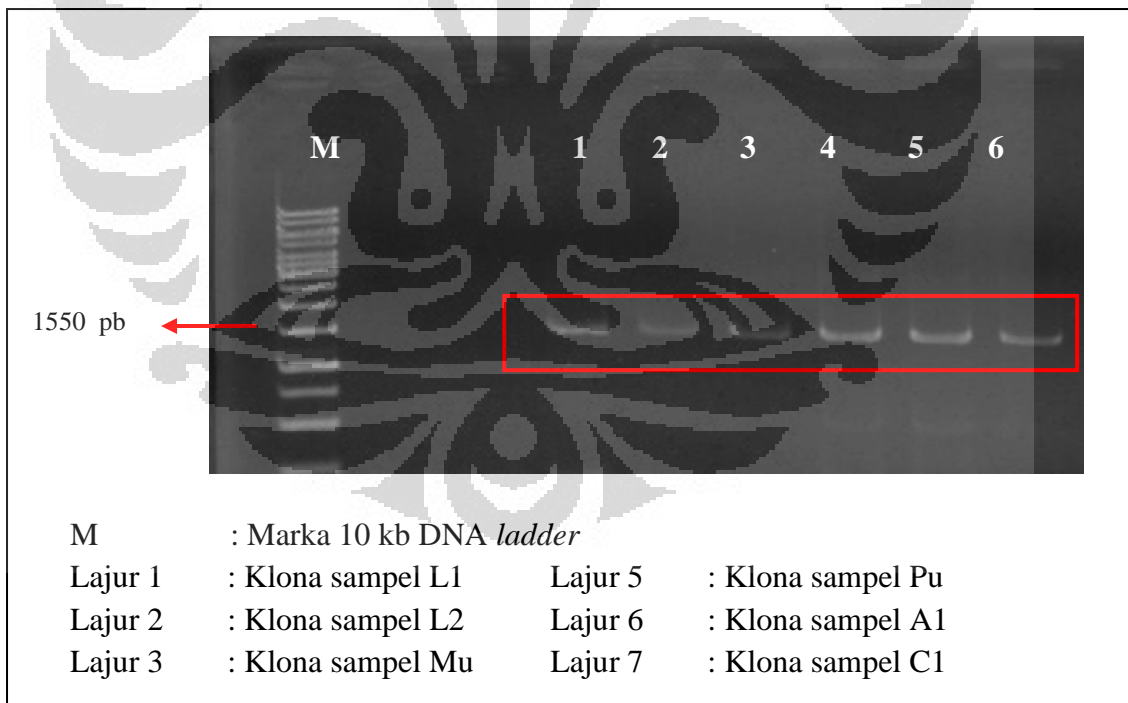 M 1 2 3 4 5 6
1550 pb
M : Marka 10 kb DNA ladder
Lajur 1 : Klona sampel L1 Lajur 5 : Klona sampel Pu
Lajur 2 : Klona sampel L2 Lajur 6 : Klona sampel A1
Lajur 3 : Klona sampel Mu Lajur 7 : Klona sampel C1